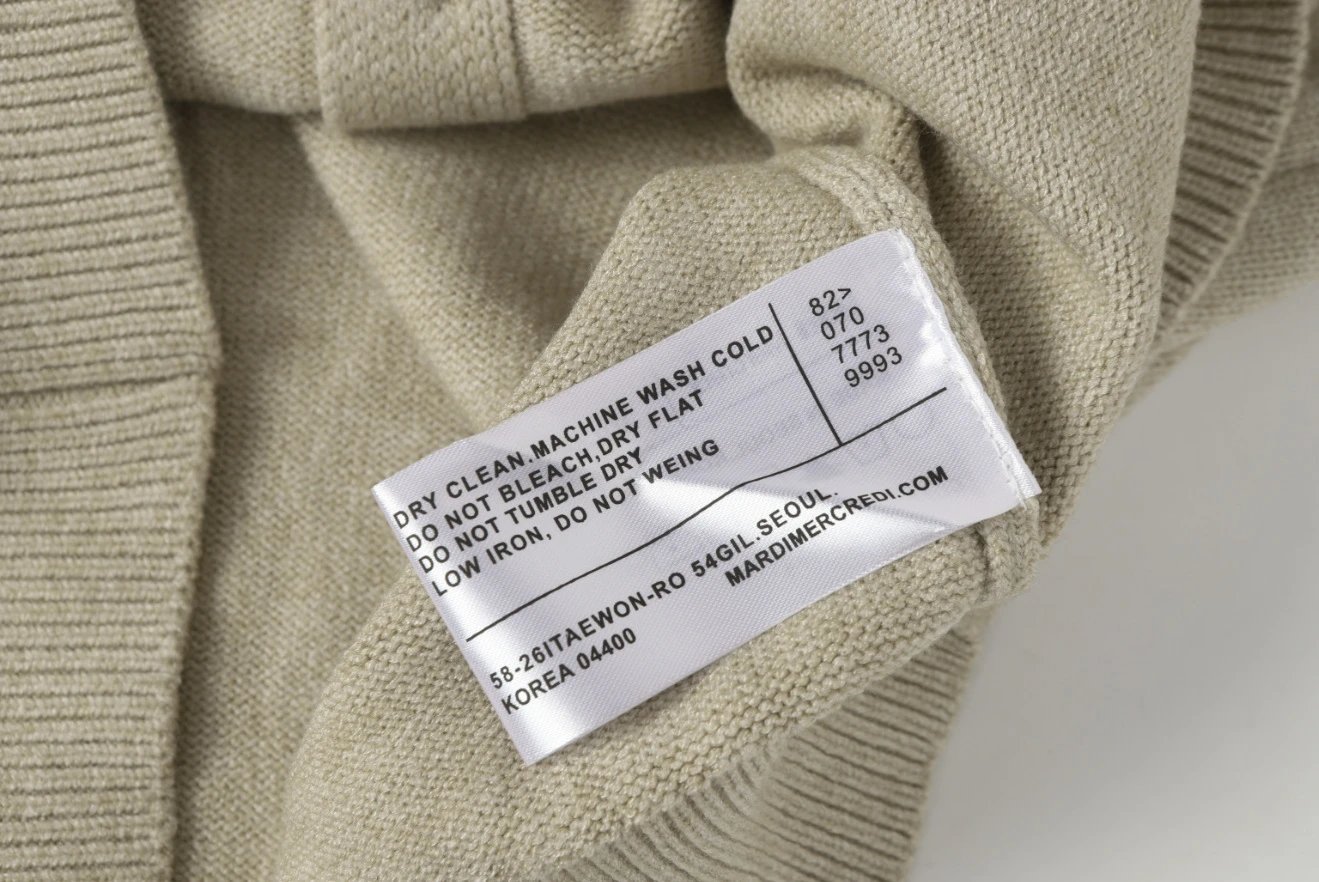 DRY CLEAN.MACHINE WASH COLD
DO NOT BLEACH,DRY FLAT
DO NOT TUMBLE DRY
LOW IRON, DO NOT WEING
82>
070
7773
9993
58-26ITAEWON-RO 54GIL.SEOUL.
KOREA 04400
MARDIMERCREDI.COM